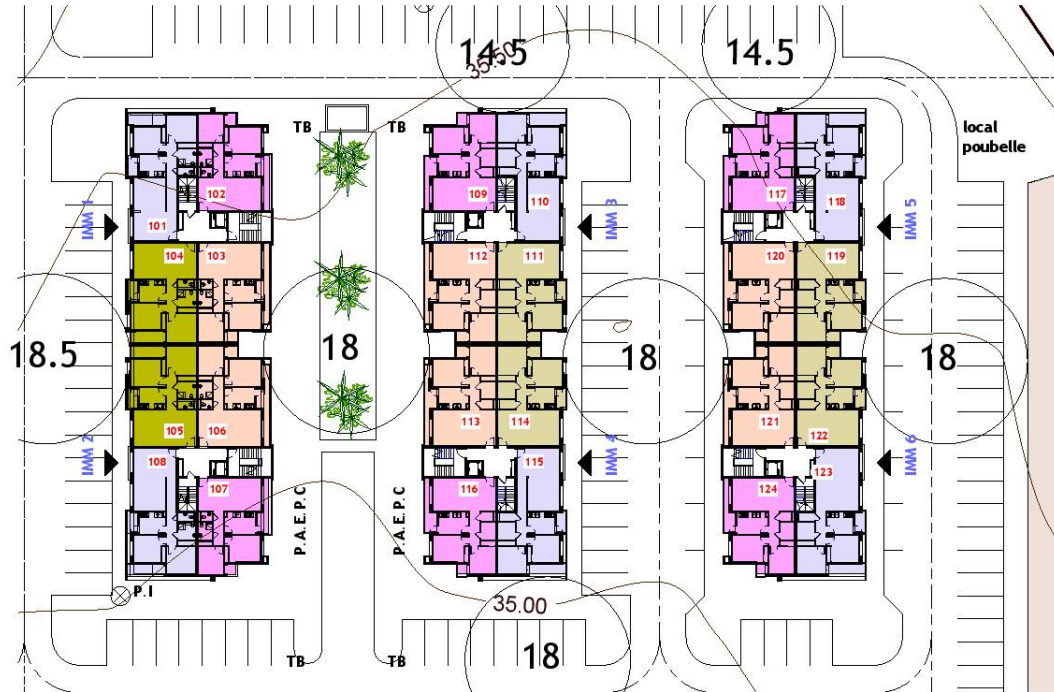 14.5
14.5
35.50
TB
TB
local
poubelle
102
109
110
117
118
101
IMM 1
IMM 3
IMM 5
104
103
112
111
120
119
18.5
18
18
18
105
106
113
114
121
122
IMM 2
IMM 4
IMM 6
108
115
123
107
116
124
P.A.E.P.C
P.A.E.P.C
P.I
35.00
18
TB
TB